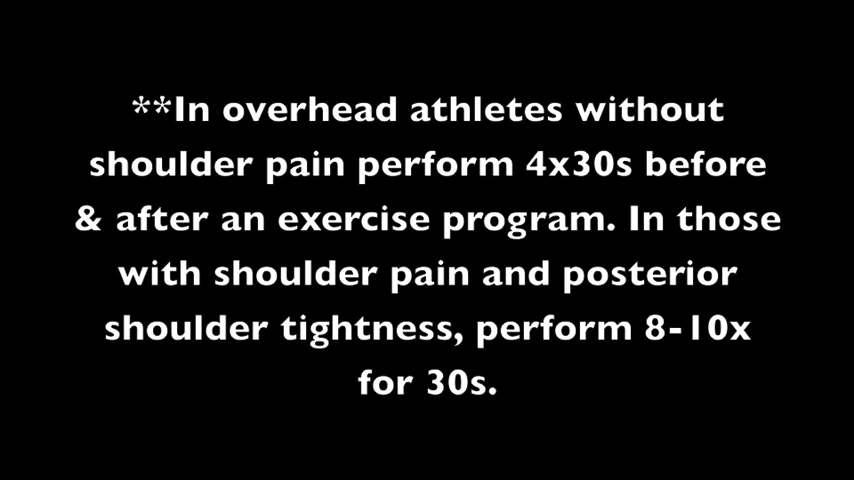 **In overhead athletes without
shoulder pain perform 4x30s before
& after an exercise program. In those
with shoulder pain and posterior
shoulder tightness, perform 8-10x
for 30s.